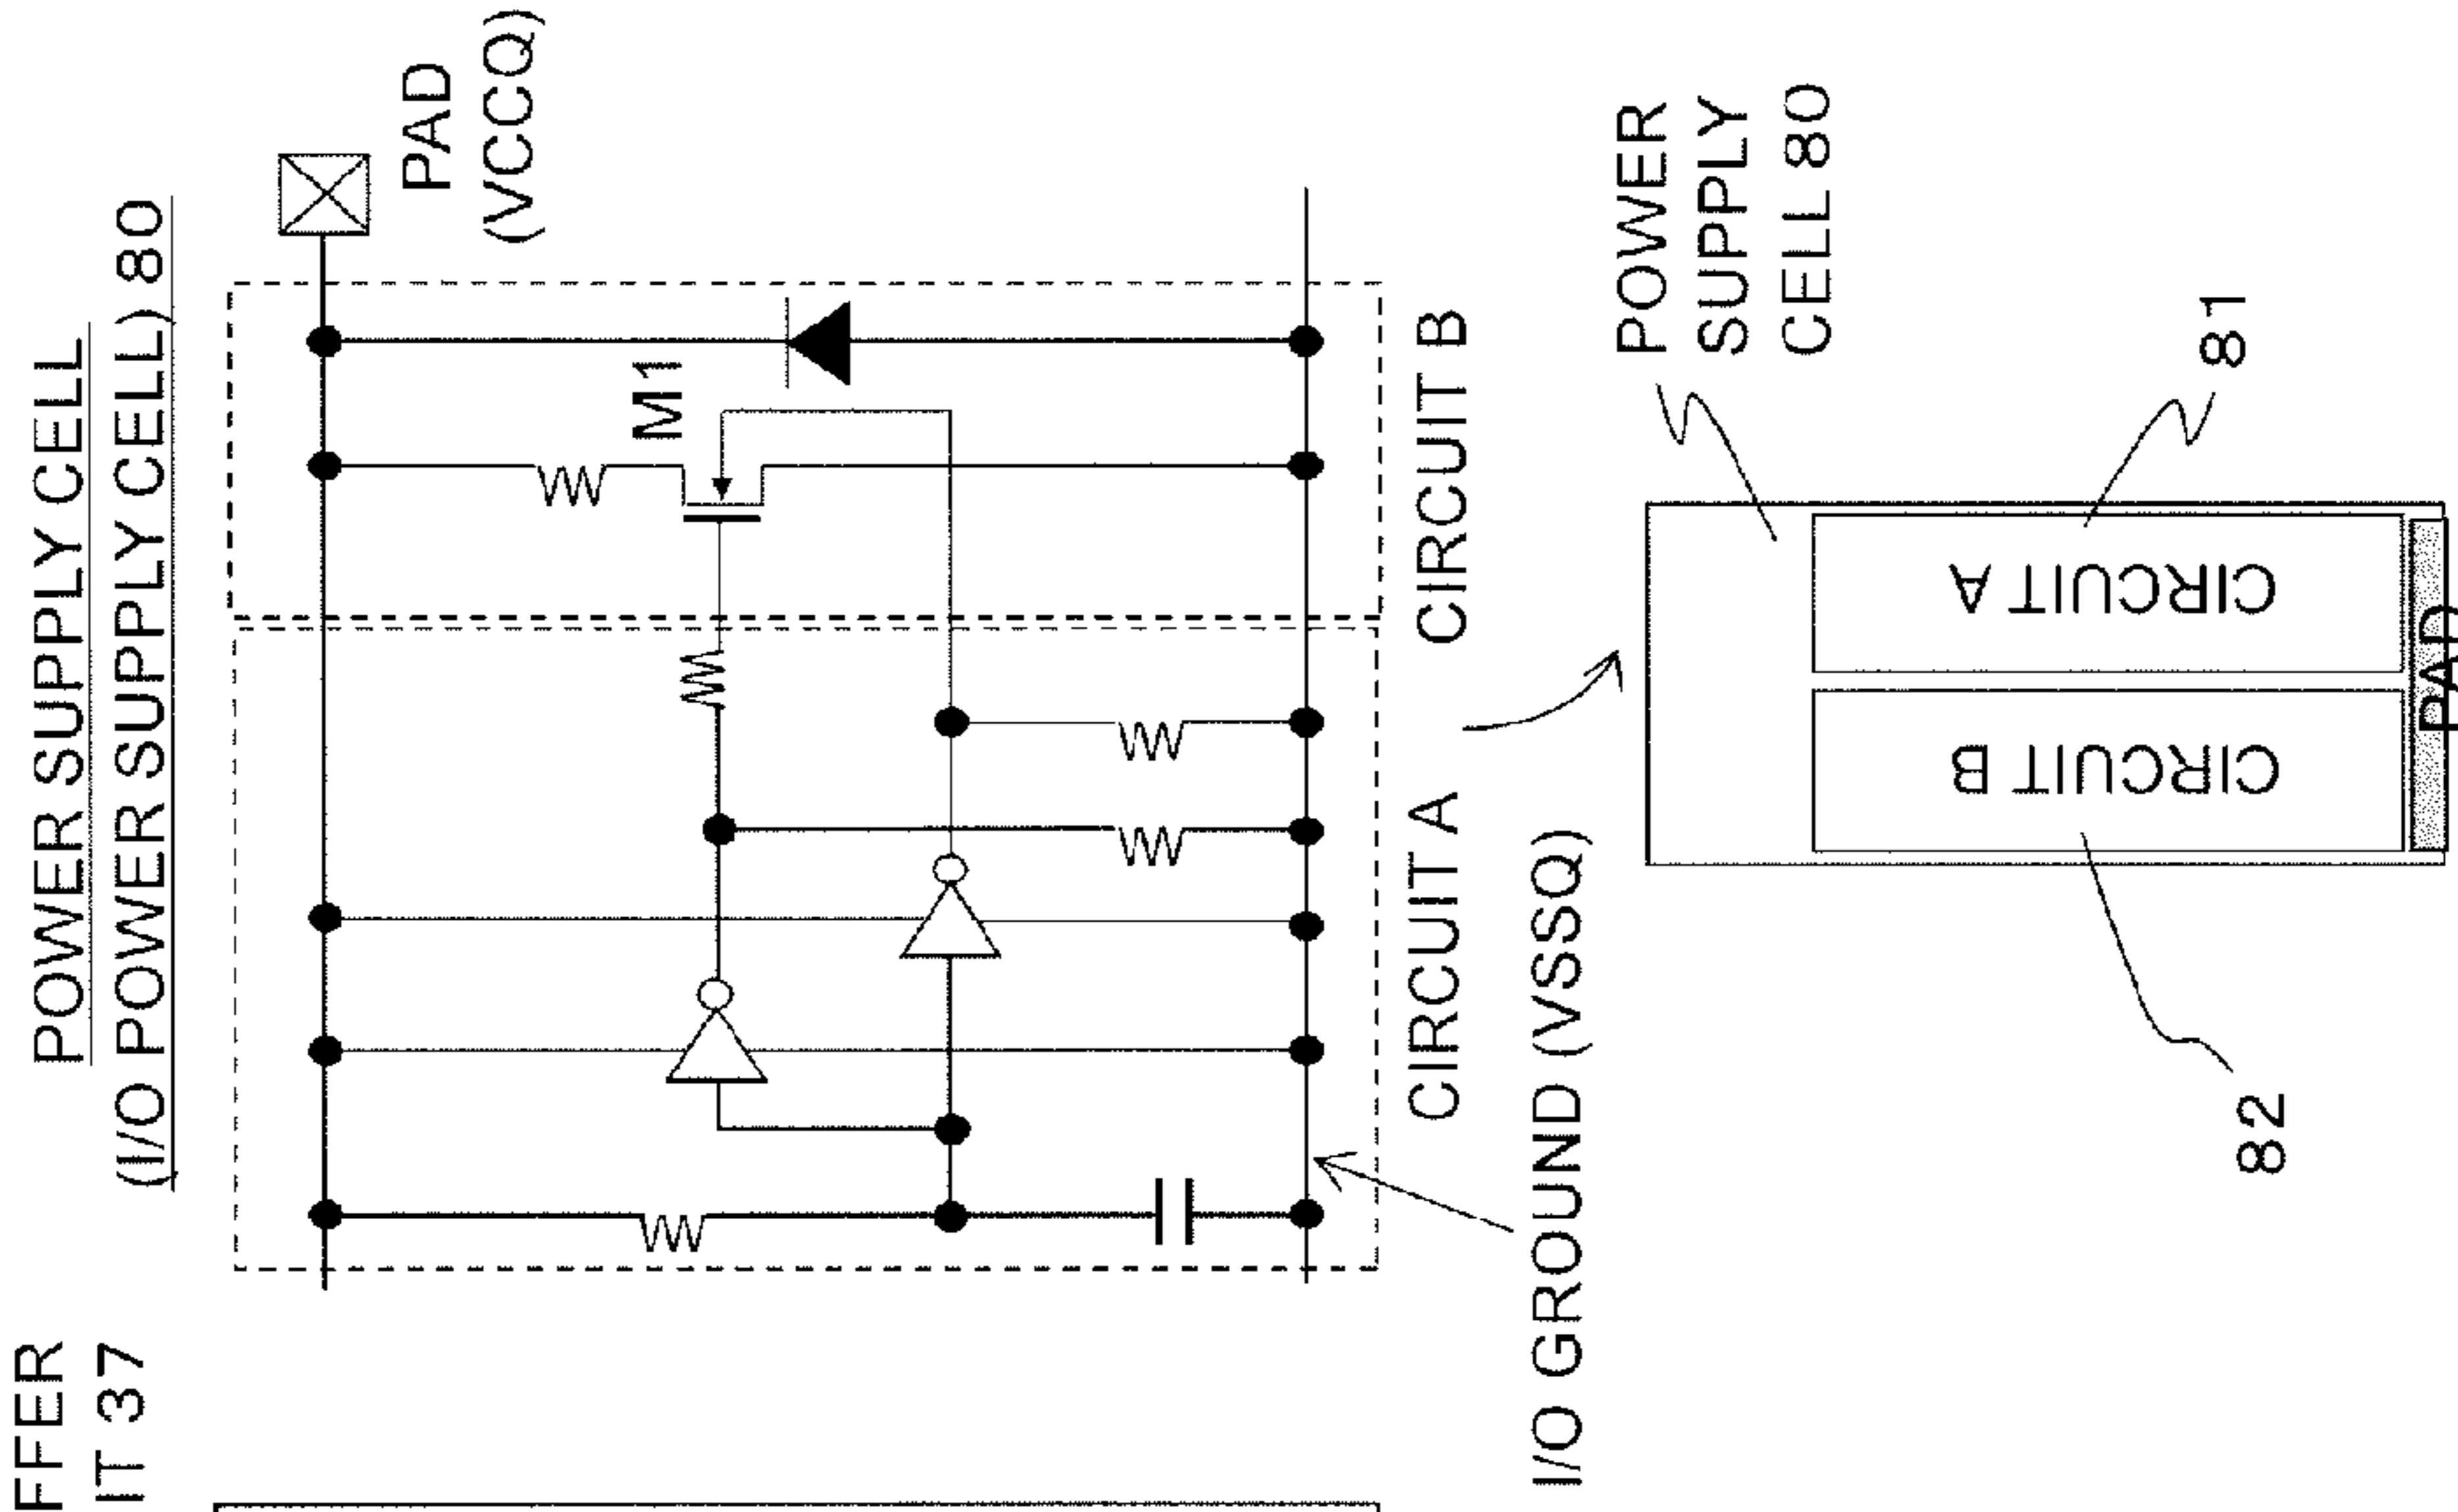 FFER
IT 37
POWER SUPPLY CELL
(I/O POWER SUPPLY CELL) 80
PAD
(VCCQ)
M1
CIRCUIT A
CIRCUIT B
I/O GROUND (VSSQ)
POWER
SUPPLY
CELL 80
81
82
CIRCUIT A
CIRCUIT B
PAD